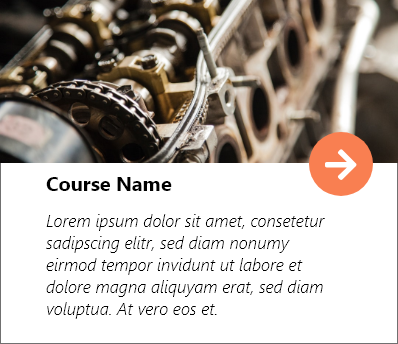 Course Name
Lorem ipsum dolor sit amet, consetetur
sadipscing elitr, sed diam nonumy
eirmod tempor invidunt ut labore et
dolore magna aliquyam erat, sed diam
voluptua. At vero eos et.